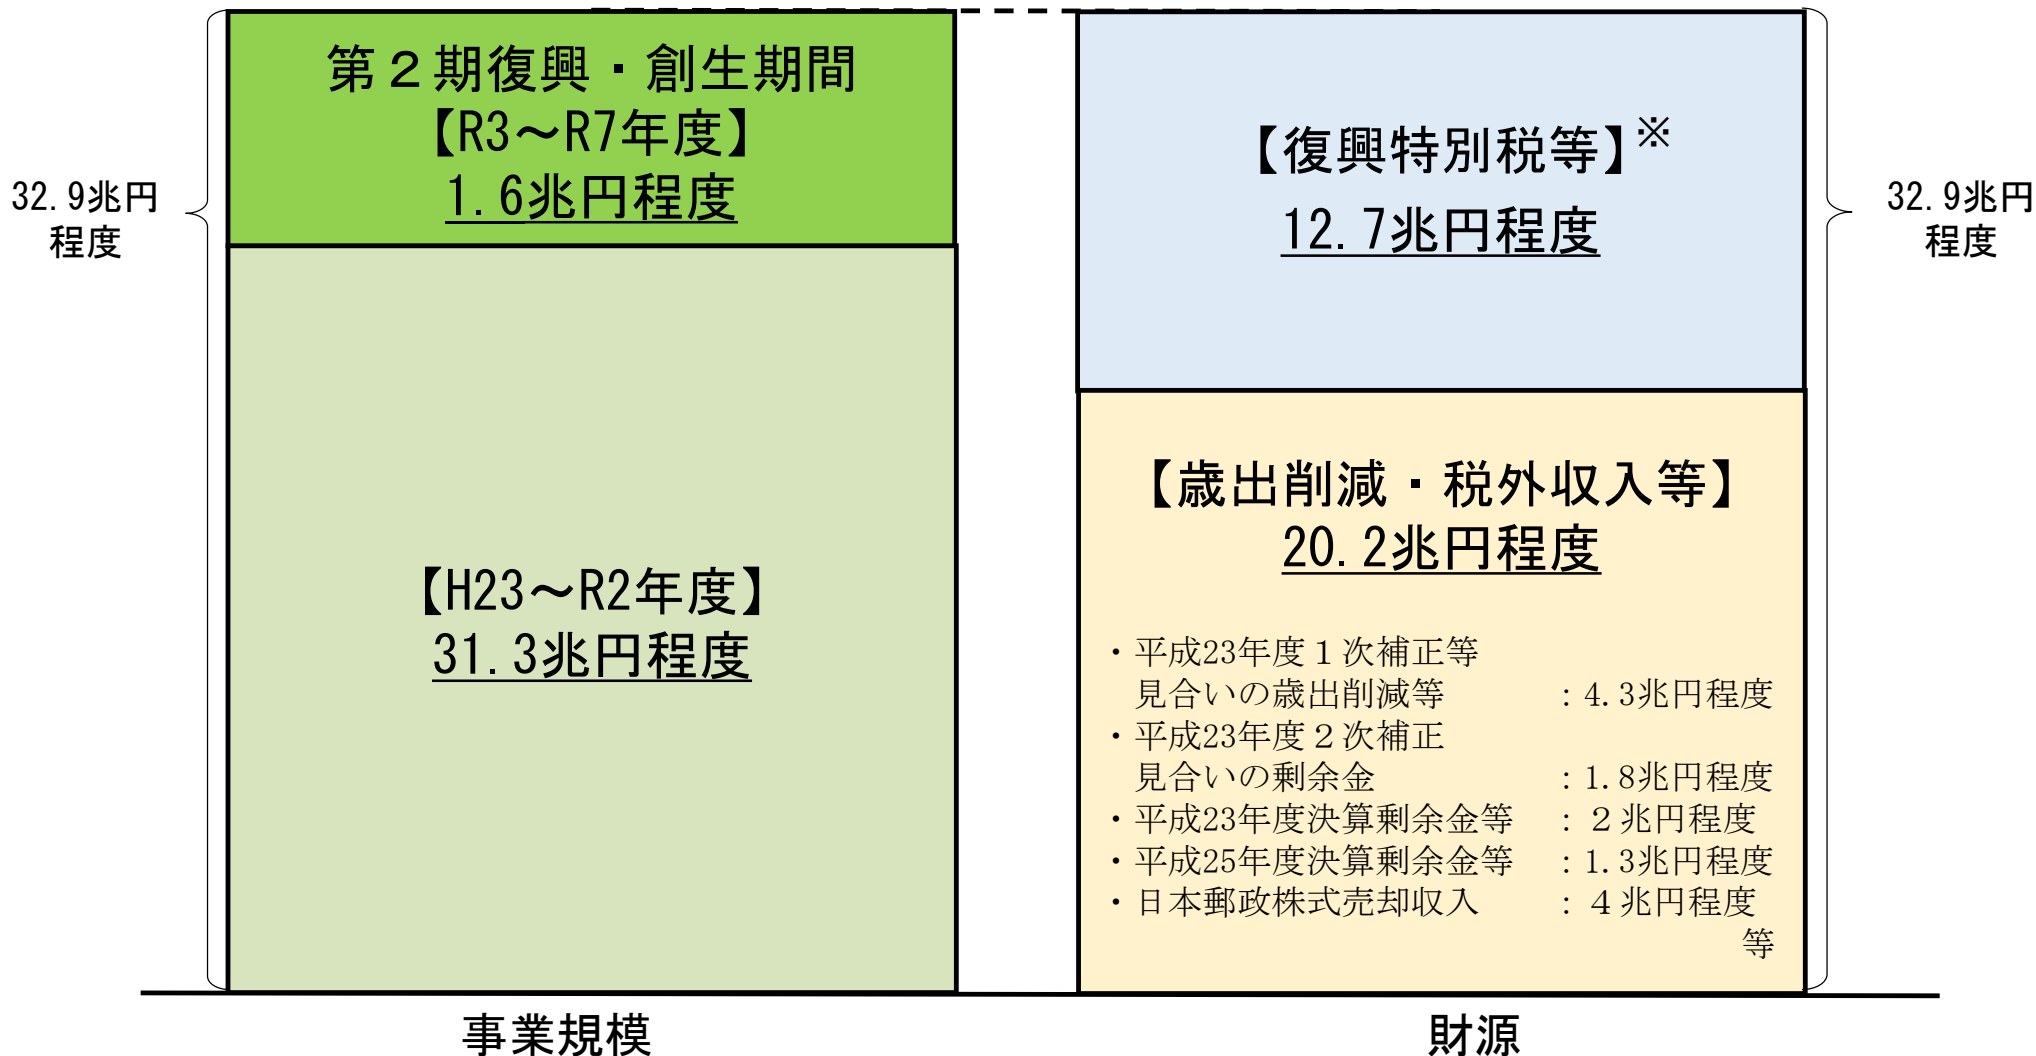 32.9兆円
程度
第２期復興・創生期間
【R3～R7年度】
1.6兆円程度
【H23～R2年度】
31.3兆円程度
事業規模
【復興特別税等】※
12.7兆円程度
【歳出削減・税外収入等】
20.2兆円程度
・平成23年度１次補正等
見合いの歳出削減等 ：4.3兆円程度
・平成23年度２次補正
見合いの剰余金 ：1.8兆円程度
・平成23年度決算剰余金等 ：２兆円程度
・平成25年度決算剰余金等 ：1.3兆円程度
・日本郵政株式売却収入 ：４兆円程度
等
財源
32.9兆円
程度